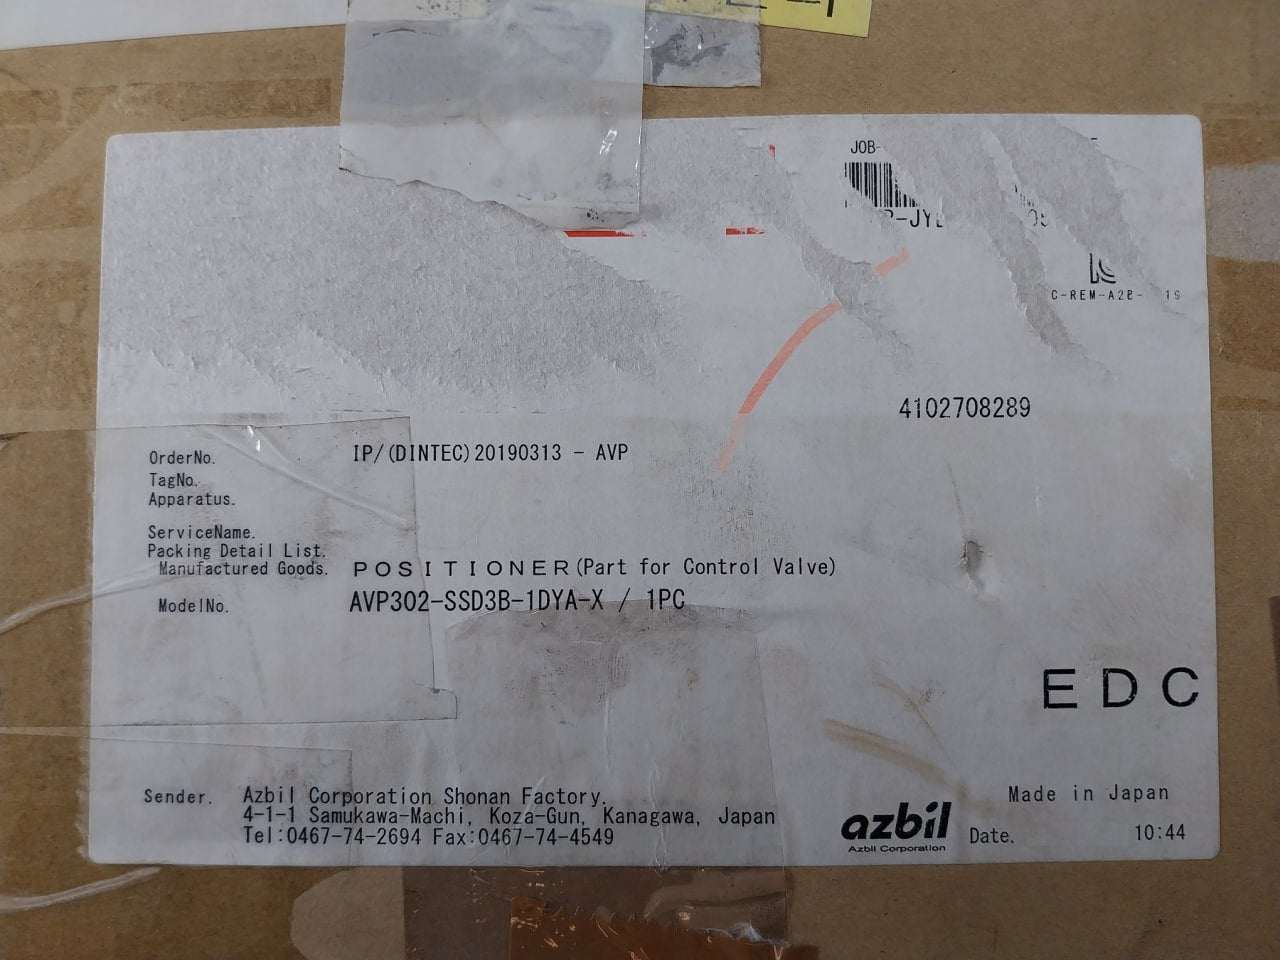 JOB-
C-REM-A2B- 19
4102708289
OrderNo. IP/(DINTEC)20190313 - AVP
TagNo.
Apparatus.
ServiceName.
Packing Detail List.
Manufactured Goods. POSITIONER(Part for Control Valve)
ModelNo. AVP302-SSD3B-1DYA-X / 1PC
EDC
Sender. Azbil Corporation Shonan Factory.
4-1-1 Samukawa-Machi, Koza-Gun, Kanagawa, Japan
Tel:0467-74-2694 Fax:0467-74-4549
Made in Japan
azbil
Azbil Corporation
Date. 10:44